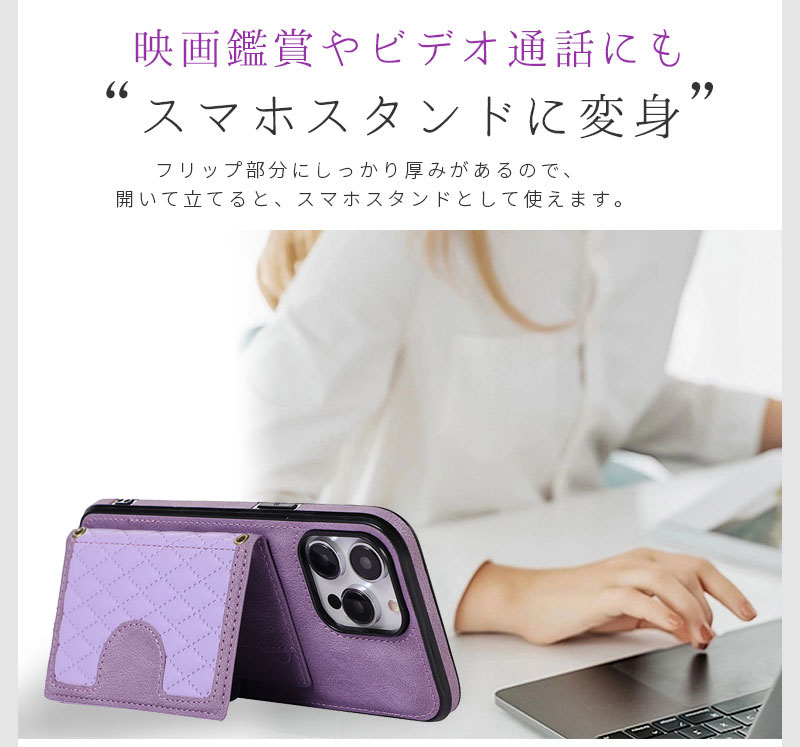 映画鑑賞やビデオ通話にも
“スマホスタンドに変身”
フリップ部分にしっかり厚みがあるので、
開いて立てると、スマホスタンドとして使えます。